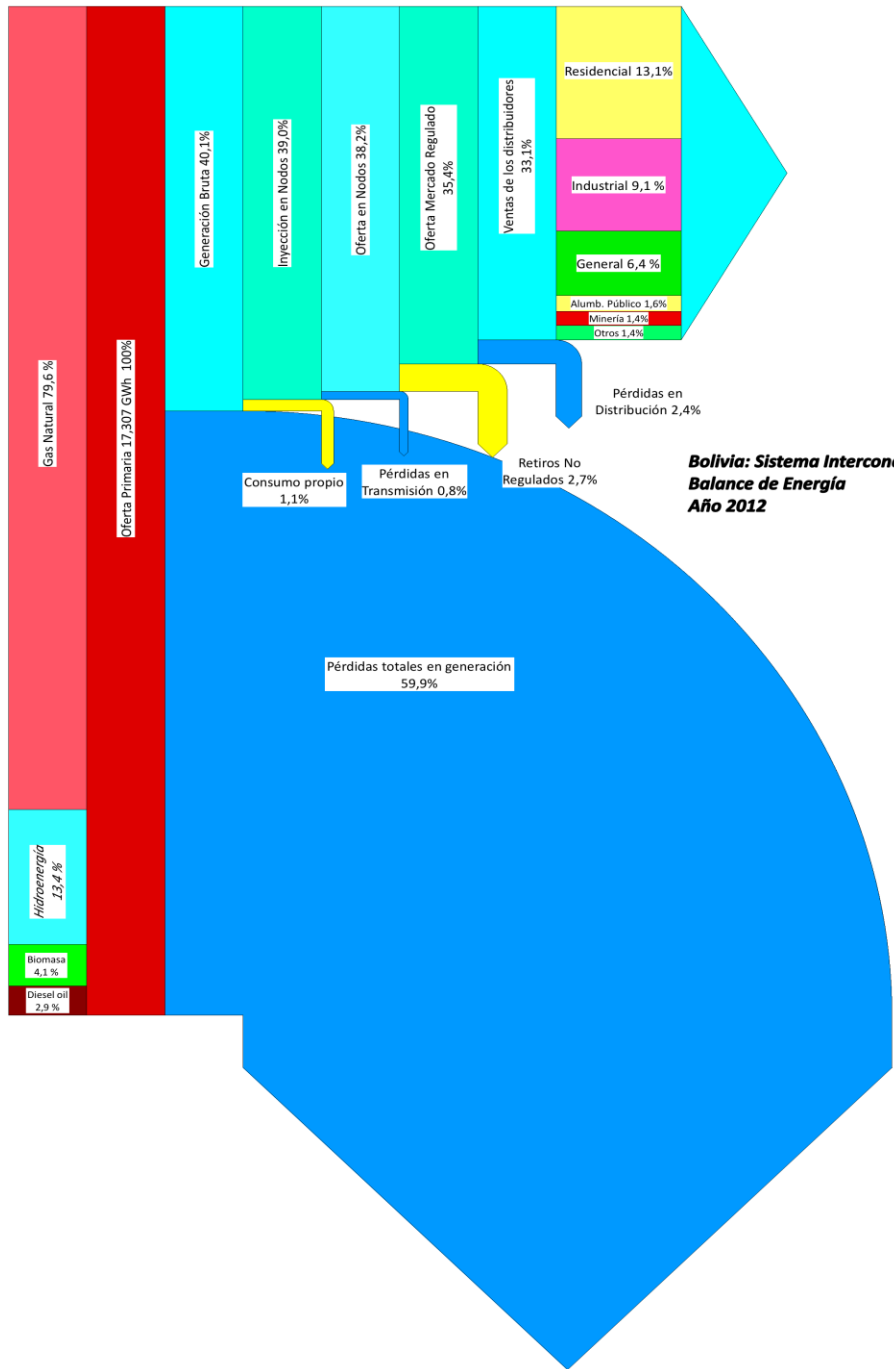 Gas Natural 79,6 %
Hidroenergía
13,4 %
Biomasa
4,1 %
Diesel oil
2,9 %
Oferta Primaria 17,307 GWh  100%
Generación Bruta 40,1%
Inyección en Nodos 39,0%
Oferta en Nodos 38,2%
Oferta Mercado Regulado
35,4%
Ventas de los distribuidores
33,1%
Residencial 13,1%
Industrial 9,1 %
General 6,4 %
Alumb. Público 1,6%
Minería 1,4%
Otros 1,4%
Pérdidas en
Distribución 2,4%
Retiros No
Regulados 2,7%
Pérdidas en
Transmisión 0,8%
Consumo propio
1,1%
Bolivia: Sistema Intercone
Balance de Energía
Año 2012
Pérdidas totales en generación
59,9%